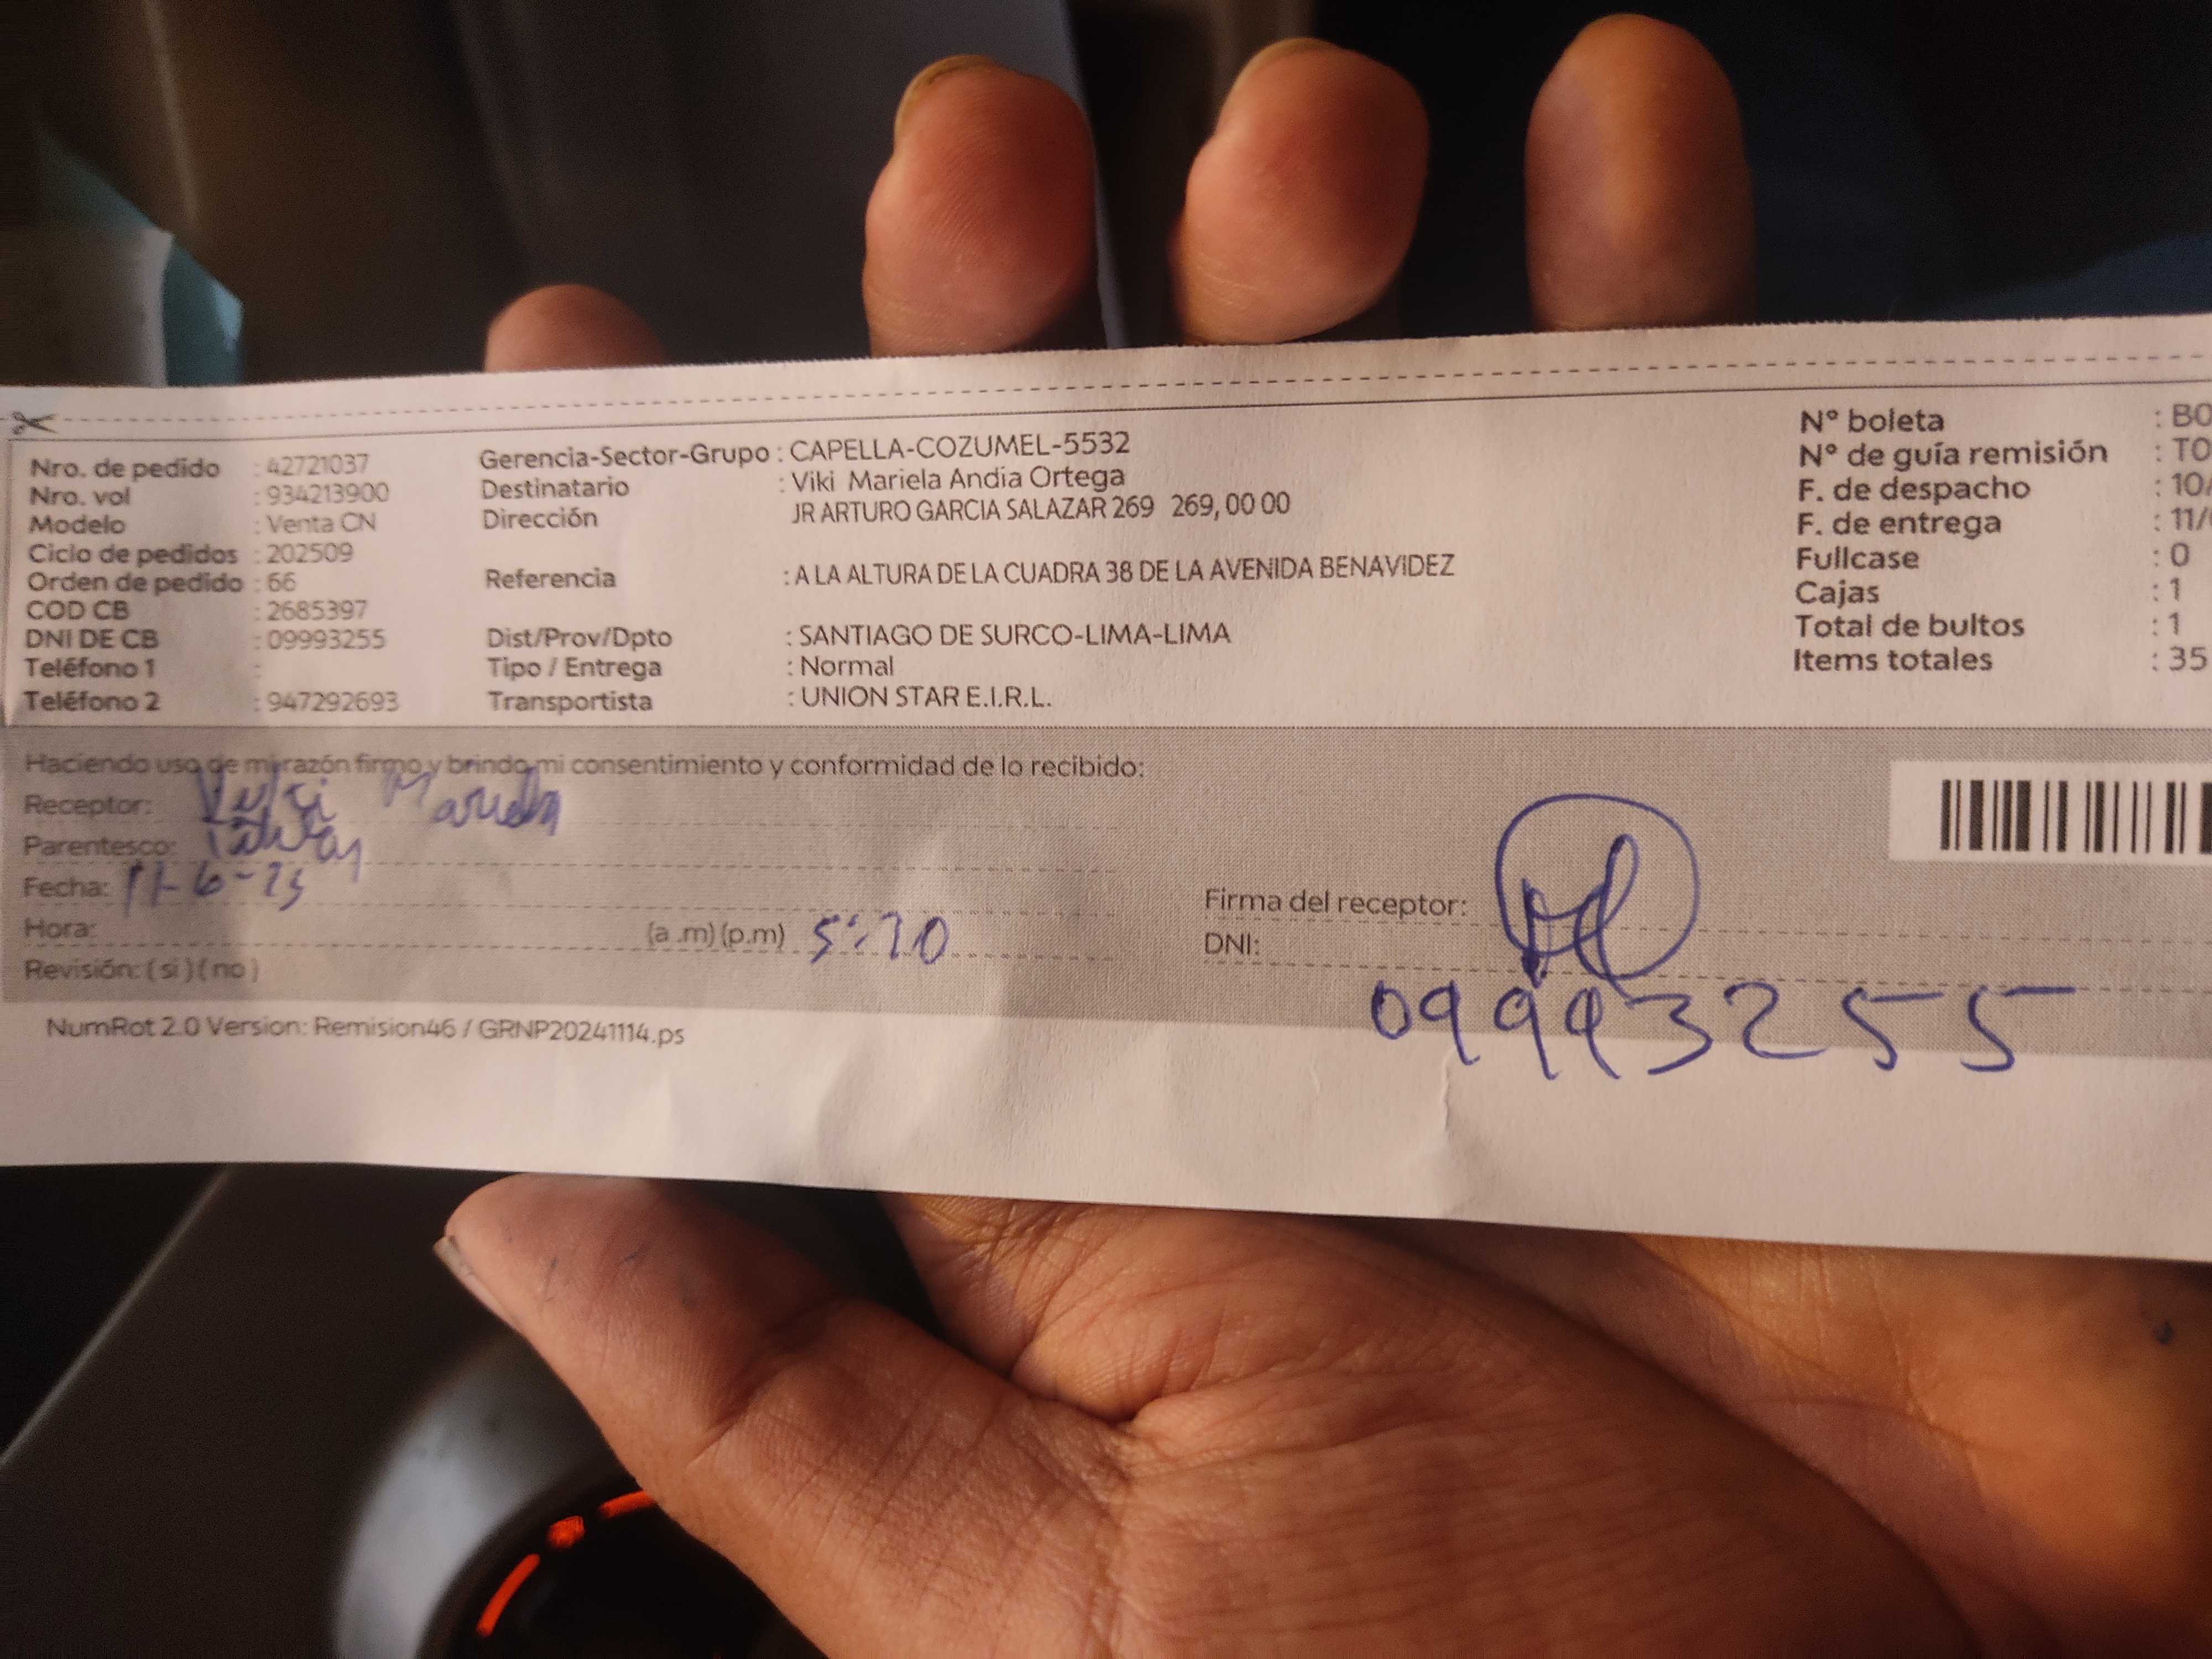 Nro. de pedido : 42721037
Nro. vol : 934213900
Modelo : Venta CN
Ciclo de pedidos : 202509
Orden de pedido : 66
COD CB : 2685397
DNI DE CB : 09993255
Teléfono 1 :
Teléfono 2 : 947292693
Gerencia-Sector-Grupo : CAPELLA-COZUMEL-5532
Destinatario : Viki Mariela Andia Ortega
Dirección JR ARTURO GARCIA SALAZAR 269 269, 00 00
Referencia : A LA ALTURA DE LA CUADRA 38 DE LA AVENIDA BENAVIDEZ
Dist/Prov/Dpto : SANTIAGO DE SURCO-LIMA-LIMA
Tipo / Entrega : Normal
Transportista : UNION STAR E.I.R.L.
N° boleta : B0
N° de guía remisión : T0
F. de despacho : 10/
F. de entrega : 11/
Fullcase : 0
Cajas : 1
Total de bultos : 1
Items totales : 35
Haciendo uso de mi razón firmo y brindo mi consentimiento y conformidad de lo recibido:
Receptor: Mariela
Parentesco:
Fecha: 11-6-25
Hora: (a .m) (p.m)
Revisión: ( si ) ( no )
Firma del receptor:
DNI: 09993255
NumRot 2.0 Version: Remision46 / GRNP20241114.ps